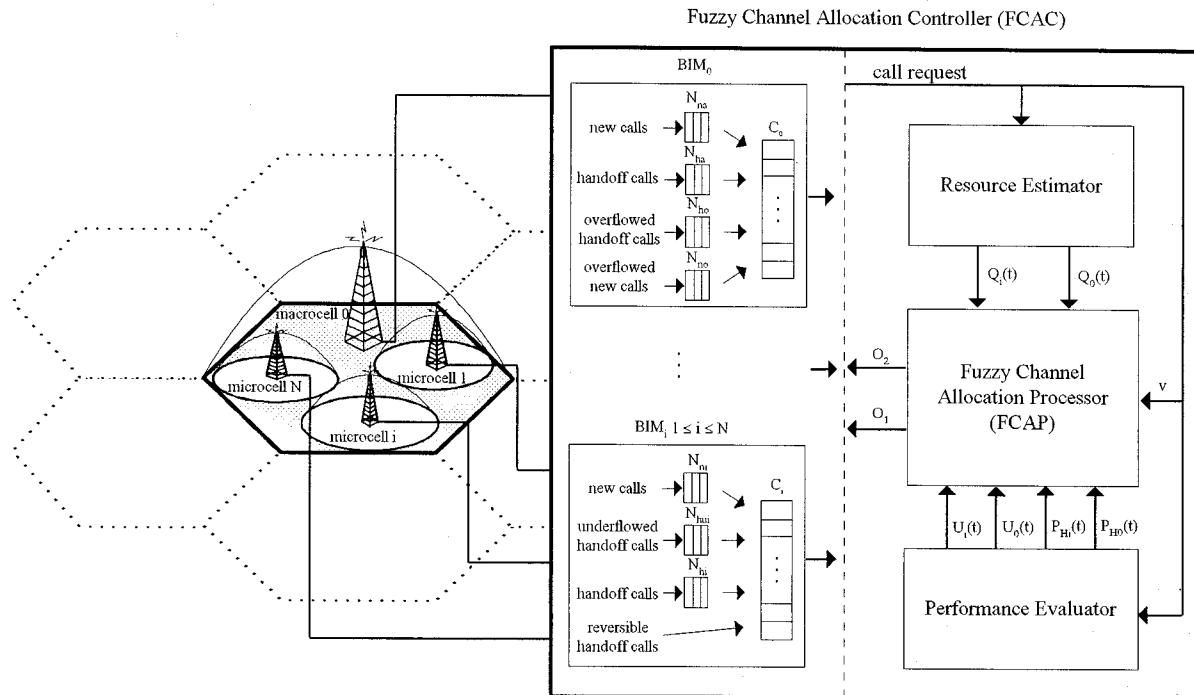 Fuzzy Channel Allocation Controller (FCAC)
BIM₀
call request
Nₙₐ
new calls
C₀
Nₕₐ
handoff calls
Resource Estimator
Nₕₒ
overflowed
handoff calls
Nₙₒ
overflowed
new calls
Qᵢ(t)
Q₀(t)
macrocell 0
microcell N
microcell 1
microcell i
O₂
O₁
Fuzzy Channel
Allocation Processor
(FCAP)
v
BIMᵢ 1 ≤ i ≤ N
Nₙᵢ
new calls
Cᵢ
Nₕᵤᵢ
underflowed
handoff calls
Nₕᵢ
handoff calls
reversible
handoff calls
Uᵢ(t)
U₀(t)
P_Hi(t)
P_H0(t)
Performance Evaluator